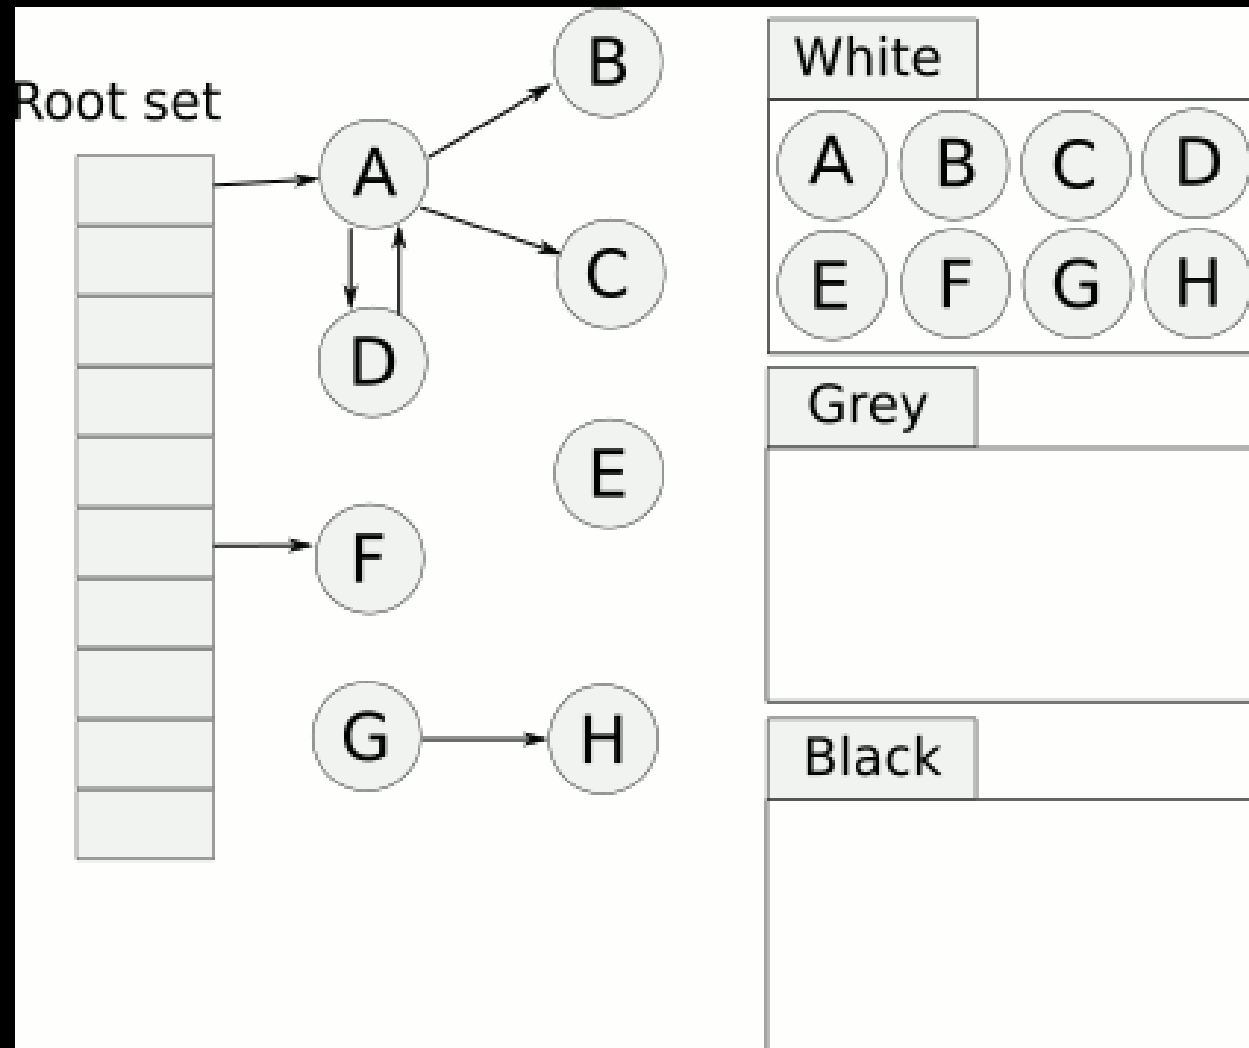 Root set
B
A
C
D
E
F
G H
White
A B C D
E F G H
Grey
Black